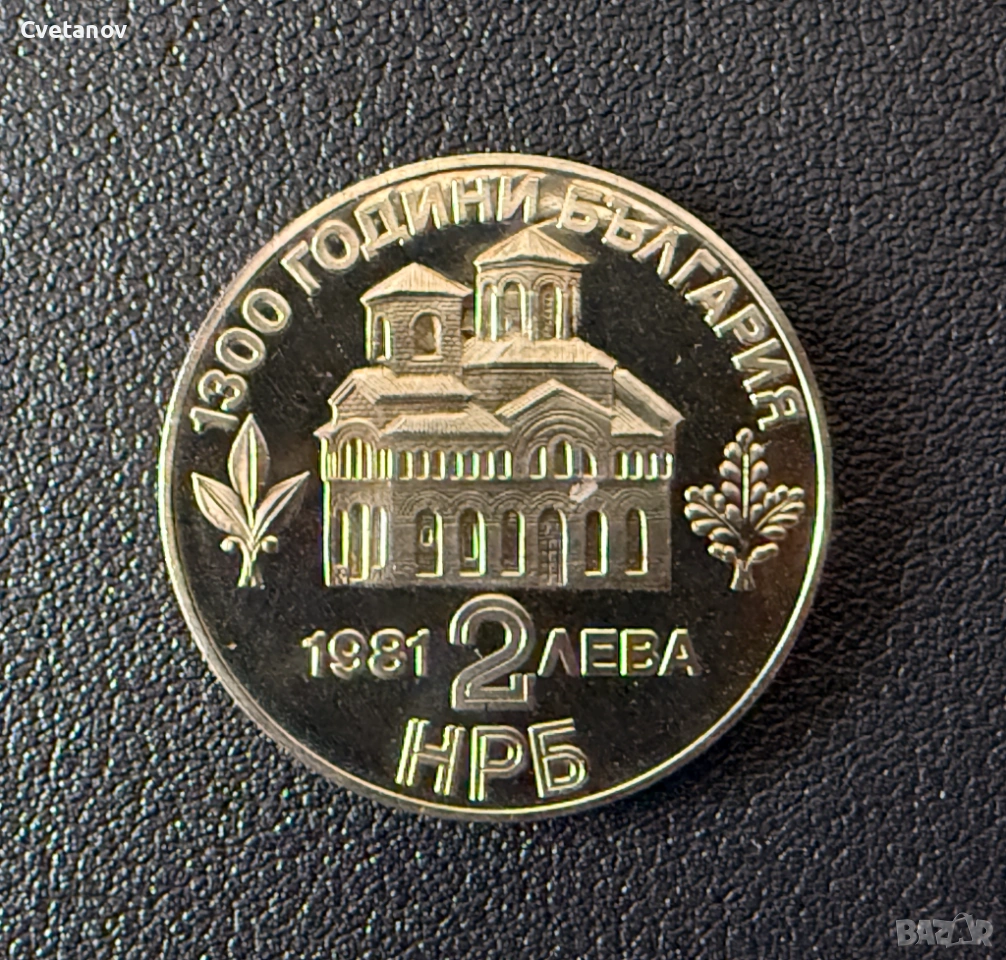 Cvetanov
1300 ГОДИНИ БЪЛГАРИЯ
1981 2 ЛЕВА
НРБ
BAZAR